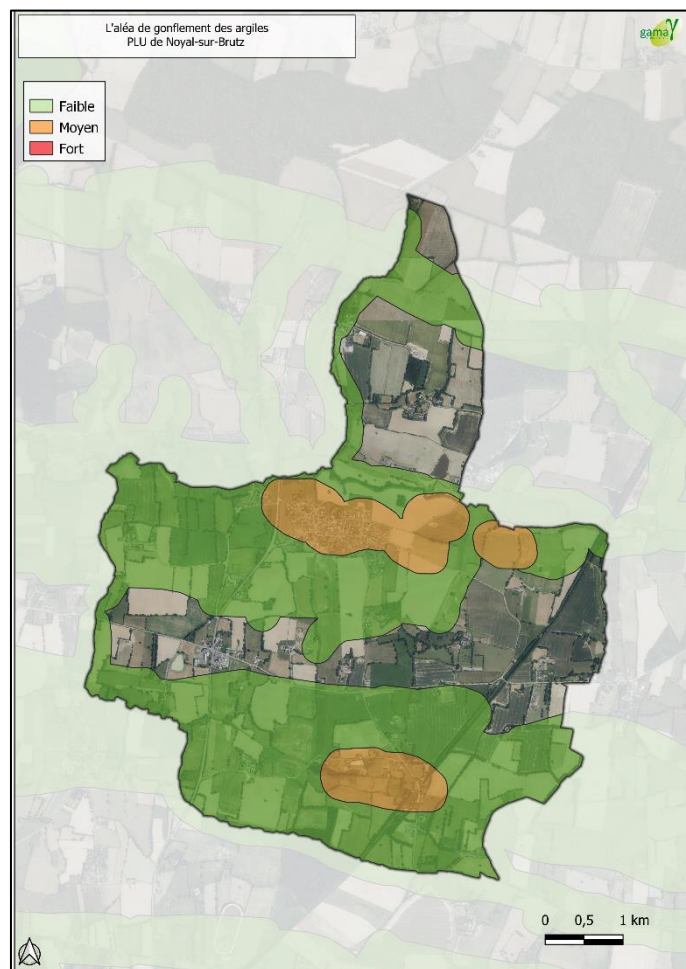 L'aléa de gonflement des argiles
PLU de Noyal-sur-Brutz
gama
Faible
Moyen
Fort
0 0,5 1 km